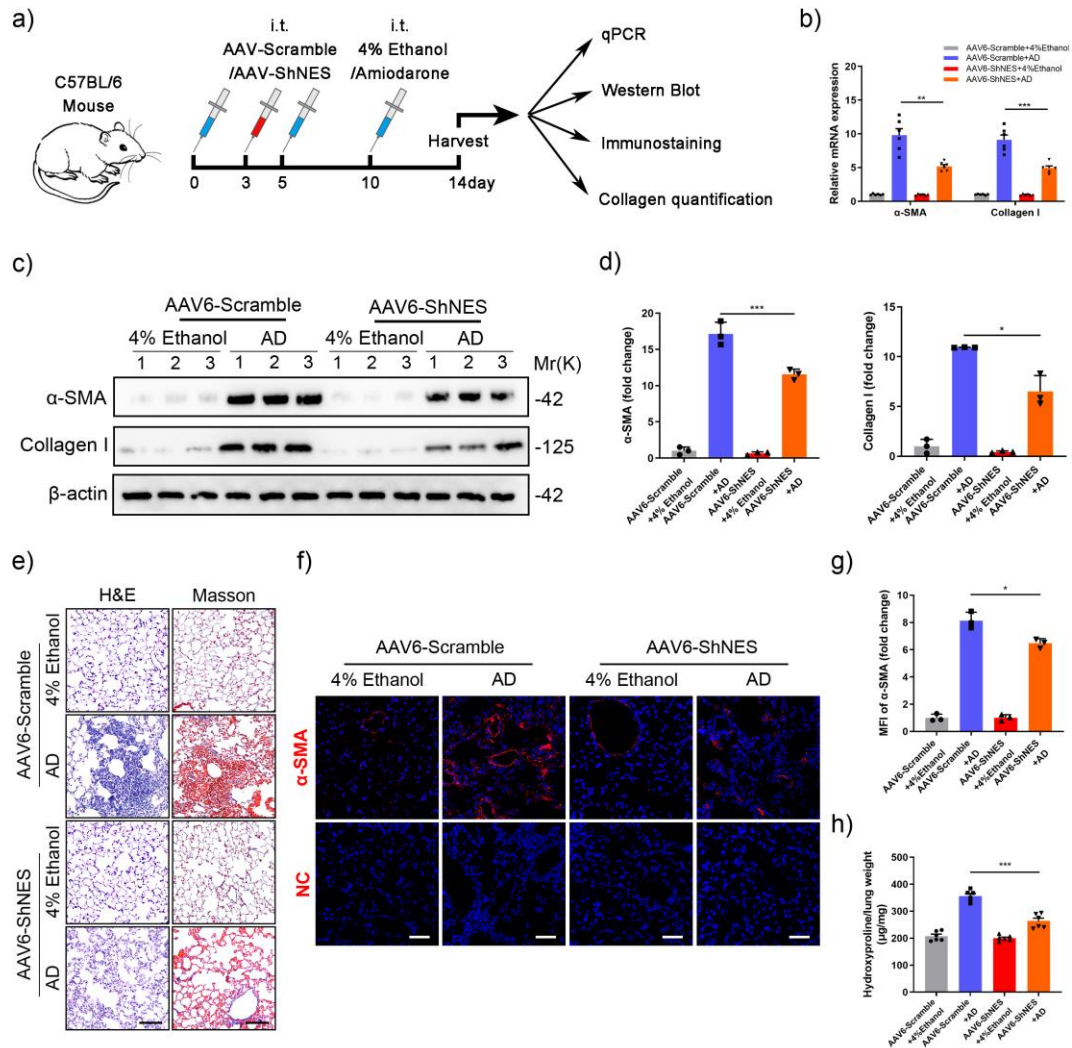 a)
i.t.
AAV-Scramble
/AAV-ShNES
i.t.
4% Ethanol
/Amiodarone
C57BL/6
Mouse
0
3
5
10
14day
Harvest
qPCR
Western Blot
Immunostaining
Collagen quantification
b)
AAV6-Scramble+4%Ethanol
AAV6-Scramble+AD
AAV6-ShNES+4%Ethanol
AAV6-ShNES+AD
Relative mRNA expression
20
15
10
5
0
**
***
α-SMA
Collagen I
c)
AAV6-Scramble
AAV6-ShNES
4% Ethanol
AD
4% Ethanol
AD
1 2 3 1 2 3 1 2 3 1 2 3 Mr(K)
α-SMA
-42
Collagen I
-125
β-actin
-42
d)
α-SMA (fold change)
20
15
10
5
0
***
AAV6-Scramble
+4% Ethanol
AAV6-Scramble
+AD
AAV6-ShNES
+4% Ethanol
AAV6-ShNES
+AD
Collagen I (fold change)
15
10
5
0
*
AAV6-Scramble
+4% Ethanol
AAV6-Scramble
+AD
AAV6-ShNES
+4% Ethanol
AAV6-ShNES
+AD
e)
H&E
Masson
AAV6-Scramble
4% Ethanol
AD
AAV6-ShNES
4% Ethanol
AD
f)
AAV6-Scramble
AAV6-ShNES
4% Ethanol
AD
4% Ethanol
AD
α-SMA
NC
g)
MFI of α-SMA (fold change)
10
8
6
4
2
0
*
AAV6-Scramble
+4%Ethanol
AAV6-Scramble
+AD
AAV6-ShNES
+4%Ethanol
AAV6-ShNES
+AD
h)
Hydroxyproline/lung weight
(μg/mg)
500
400
300
200
100
0
***
AAV6-Scramble
+4%Ethanol
AAV6-Scramble
+AD
AAV6-ShNES
+4%Ethanol
AAV6-ShNES
+AD